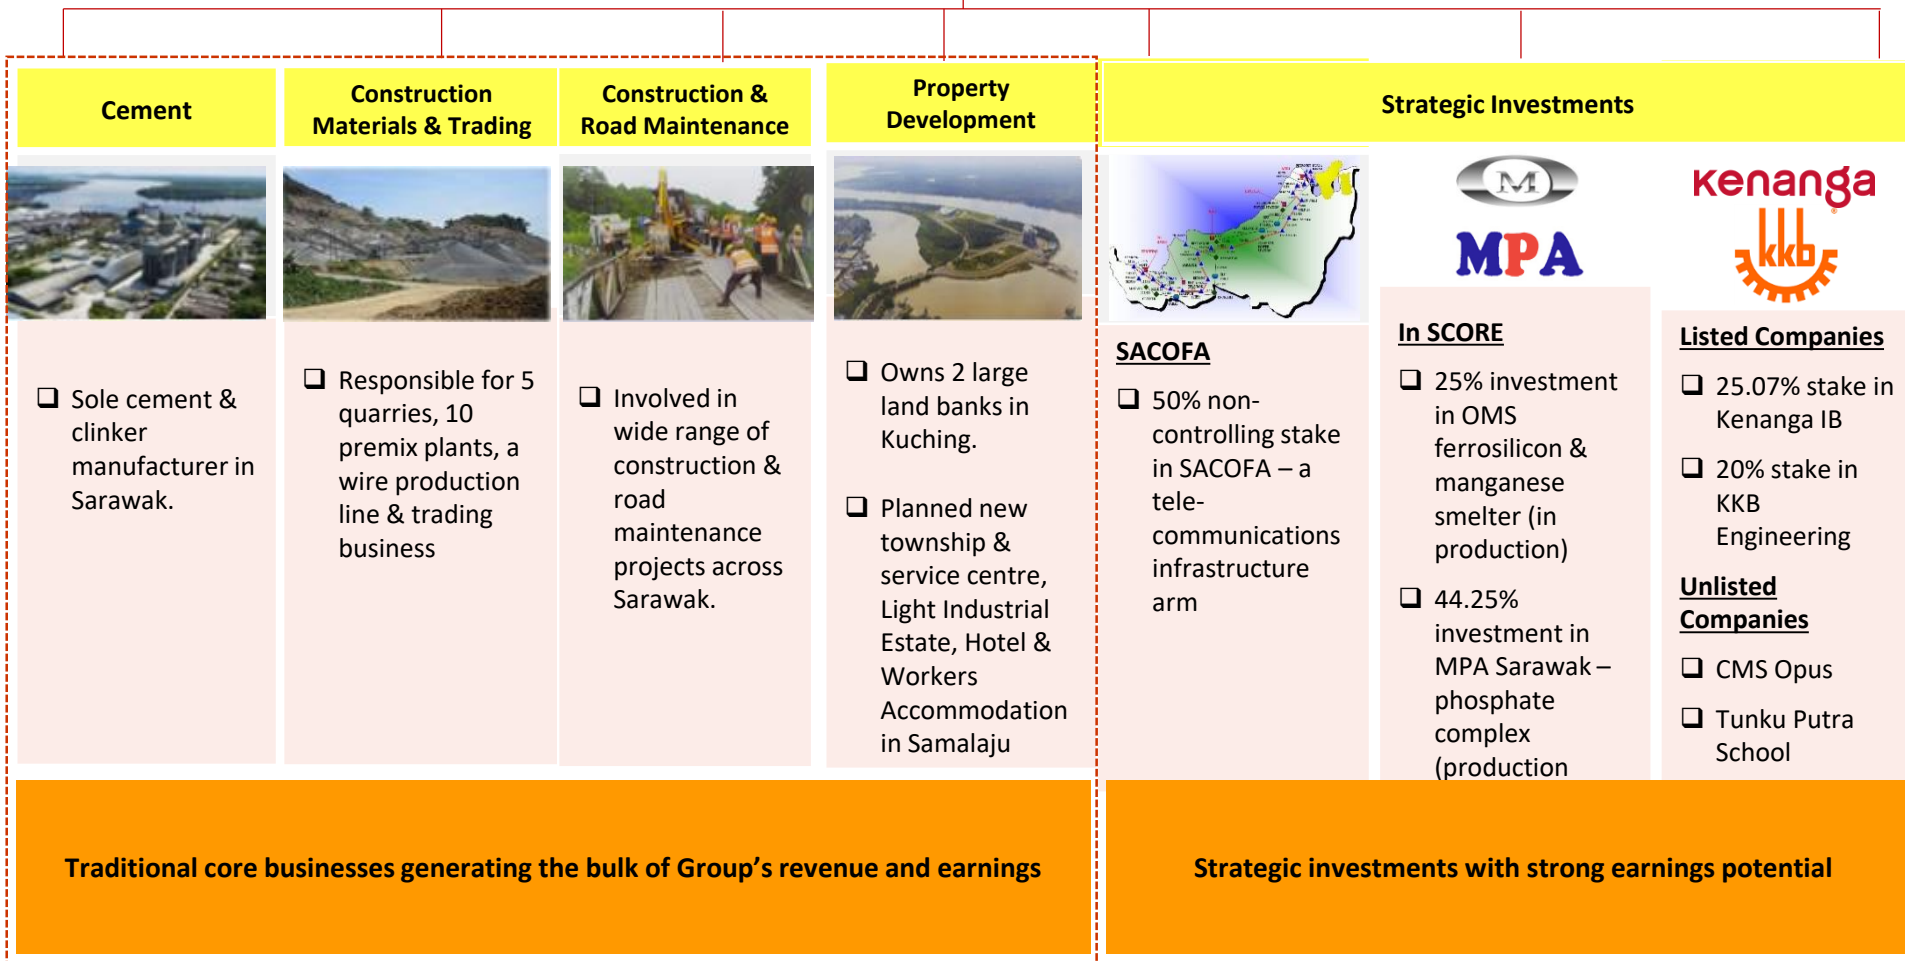 Cement
Construction
Materials & Trading
Construction &
Road Maintenance
Property
Development
Strategic Investments
M
MPA
Kenanga
kkb
❑ Sole cement &
clinker
manufacturer in
Sarawak.
❑ Responsible for 5
quarries, 10
premix plants, a
wire production
line & trading
business
❑ Involved in
wide range of
construction &
road
maintenance
projects across
Sarawak.
❑ Owns 2 large
land banks in
Kuching.
❑ Planned new
township &
service centre,
Light Industrial
Estate, Hotel &
Workers
Accommodation
in Samalaju
SACOFA
❑ 50% non-
controlling stake
in SACOFA – a
tele-
communications
infrastructure
arm
In SCORE
❑ 25% investment
in OMS
ferrosilicon &
manganese
smelter (in
production)
❑ 44.25%
investment in
MPA Sarawak –
phosphate
complex
(production
Listed Companies
❑ 25.07% stake in
Kenanga IB
❑ 20% stake in
KKB
Engineering
Unlisted
Companies
❑ CMS Opus
❑ Tunku Putra
School
Traditional core businesses generating the bulk of Group’s revenue and earnings
Strategic investments with strong earnings potential